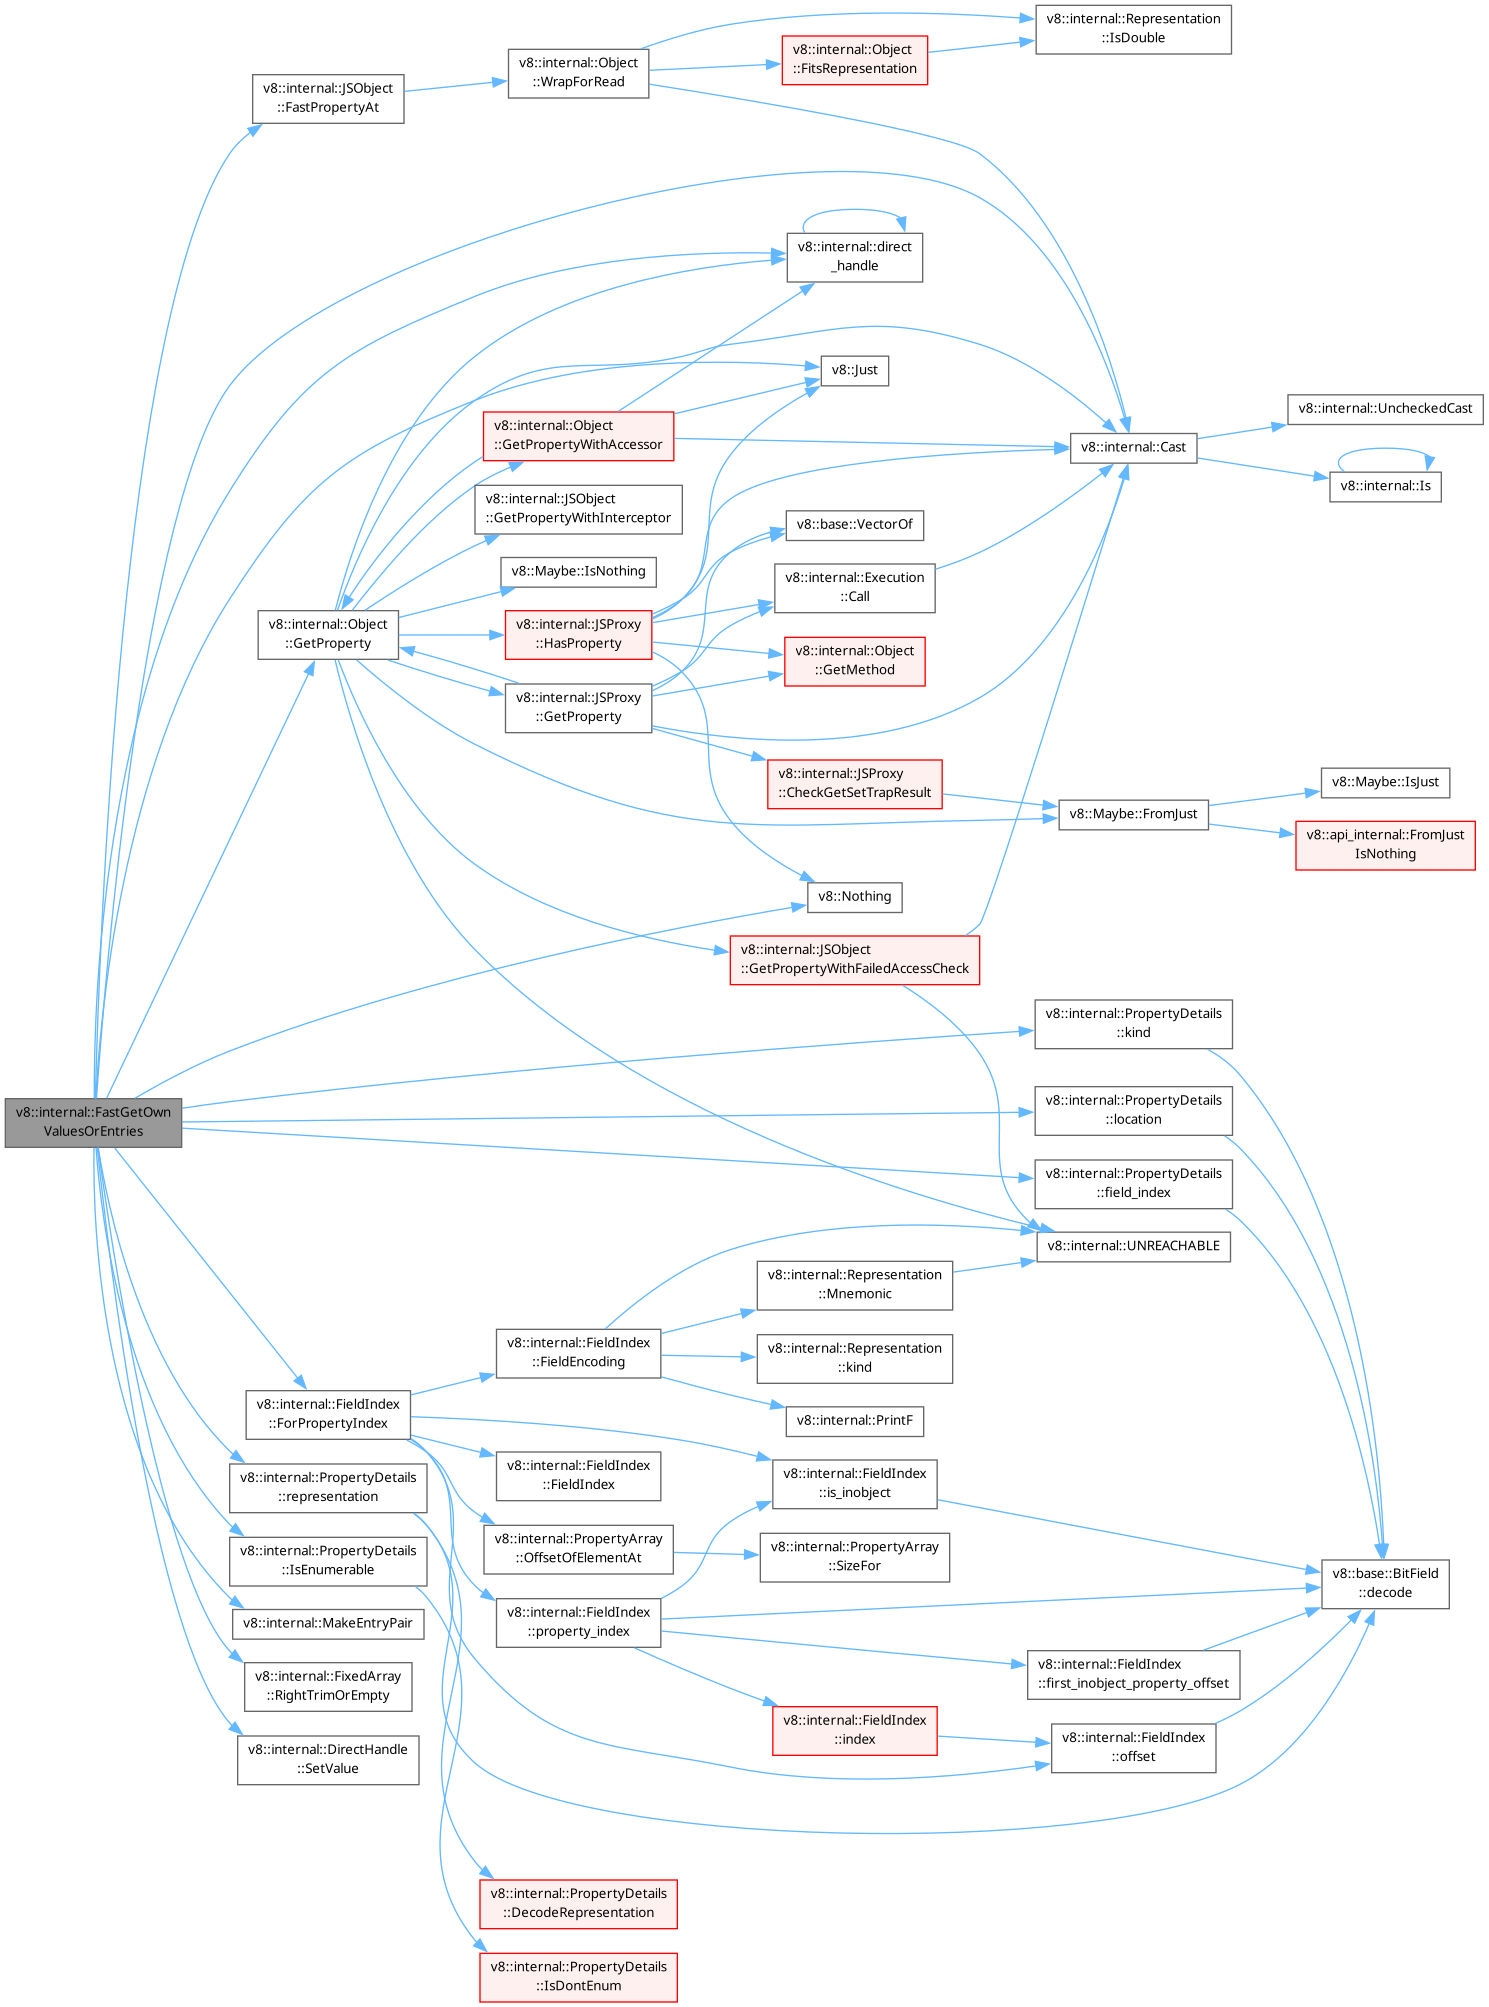 v8::internal::Representation
::IsDouble
v8::internal::Object
::FitsRepresentation
v8::internal::Object
::WrapForRead
v8::internal::JSObject
::FastPropertyAt
v8::internal::direct
_handle
v8::Just
v8::internal::UncheckedCast
v8::internal::Object
::GetPropertyWithAccessor
v8::internal::Cast
v8::internal::Is
v8::internal::JSObject
::GetPropertyWithInterceptor
v8::base::VectorOf
v8::Maybe::IsNothing
v8::internal::Execution
::Call
v8::internal::Object
::GetProperty
v8::internal::JSProxy
::HasProperty
v8::internal::Object
::GetMethod
v8::internal::JSProxy
::GetProperty
v8::internal::JSProxy
::CheckGetSetTrapResult
v8::Maybe::IsJust
v8::Maybe::FromJust
v8::api_internal::FromJust
IsNothing
v8::Nothing
v8::internal::JSObject
::GetPropertyWithFailedAccessCheck
v8::internal::PropertyDetails
::kind
v8::internal::FastGetOwn
ValuesOrEntries
v8::internal::PropertyDetails
::location
v8::internal::PropertyDetails
::field_index
v8::internal::UNREACHABLE
v8::internal::Representation
::Mnemonic
v8::internal::FieldIndex
::FieldEncoding
v8::internal::Representation
::kind
v8::internal::FieldIndex
::ForPropertyIndex
v8::internal::PrintF
v8::internal::FieldIndex
::FieldIndex
v8::internal::FieldIndex
::is_inobject
v8::internal::PropertyDetails
::representation
v8::internal::PropertyArray
::OffsetOfElementAt
v8::internal::PropertyArray
::SizeFor
v8::internal::PropertyDetails
::IsEnumerable
v8::base::BitField
::decode
v8::internal::MakeEntryPair
v8::internal::FieldIndex
::property_index
v8::internal::FixedArray
::RightTrimOrEmpty
v8::internal::FieldIndex
::first_inobject_property_offset
v8::internal::FieldIndex
::index
v8::internal::FieldIndex
::offset
v8::internal::DirectHandle
::SetValue
v8::internal::PropertyDetails
::DecodeRepresentation
v8::internal::PropertyDetails
::IsDontEnum